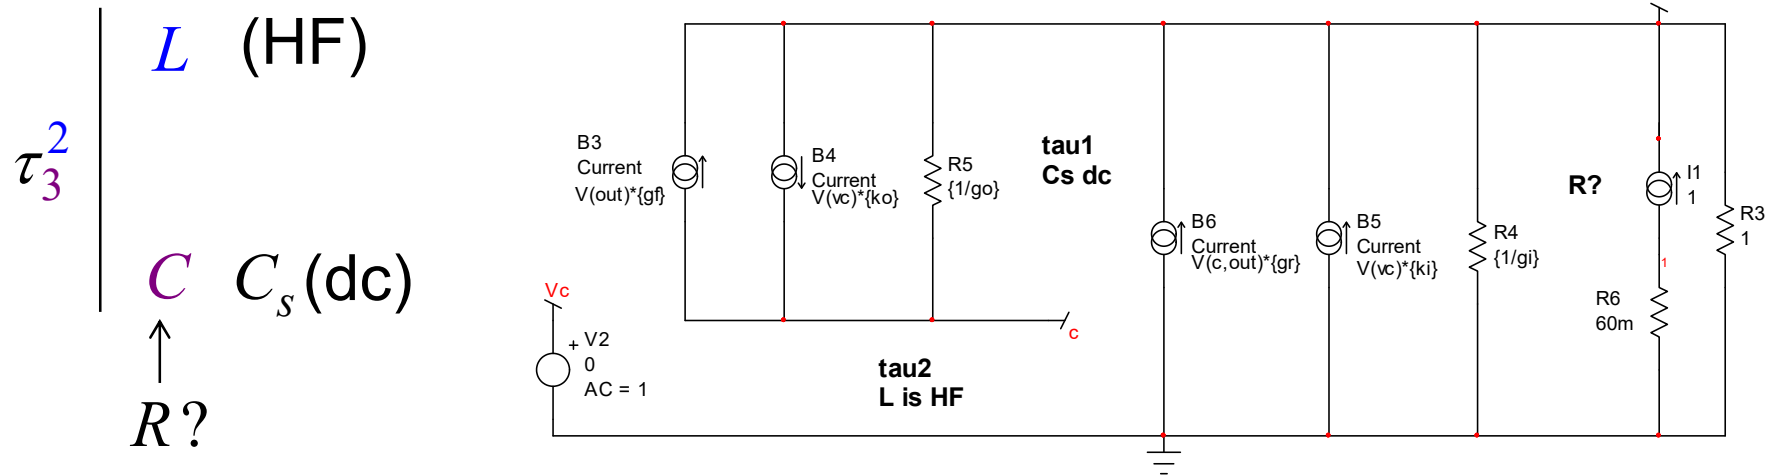 L (HF)
τ₃²
C Cₛ(dc)
R?
B3
Current
V(out)*{gf}
B4
Current
V(vc)*{ko}
R5
{1/go}
tau1
Cs dc
B6
Current
V(c,out)*{gr}
B5
Current
V(vc)*{ki}
R4
{1/gi}
R?
I1
1
R3
1
1
R6
60m
Vc
+ V2
0
AC = 1
c
tau2
L is HF